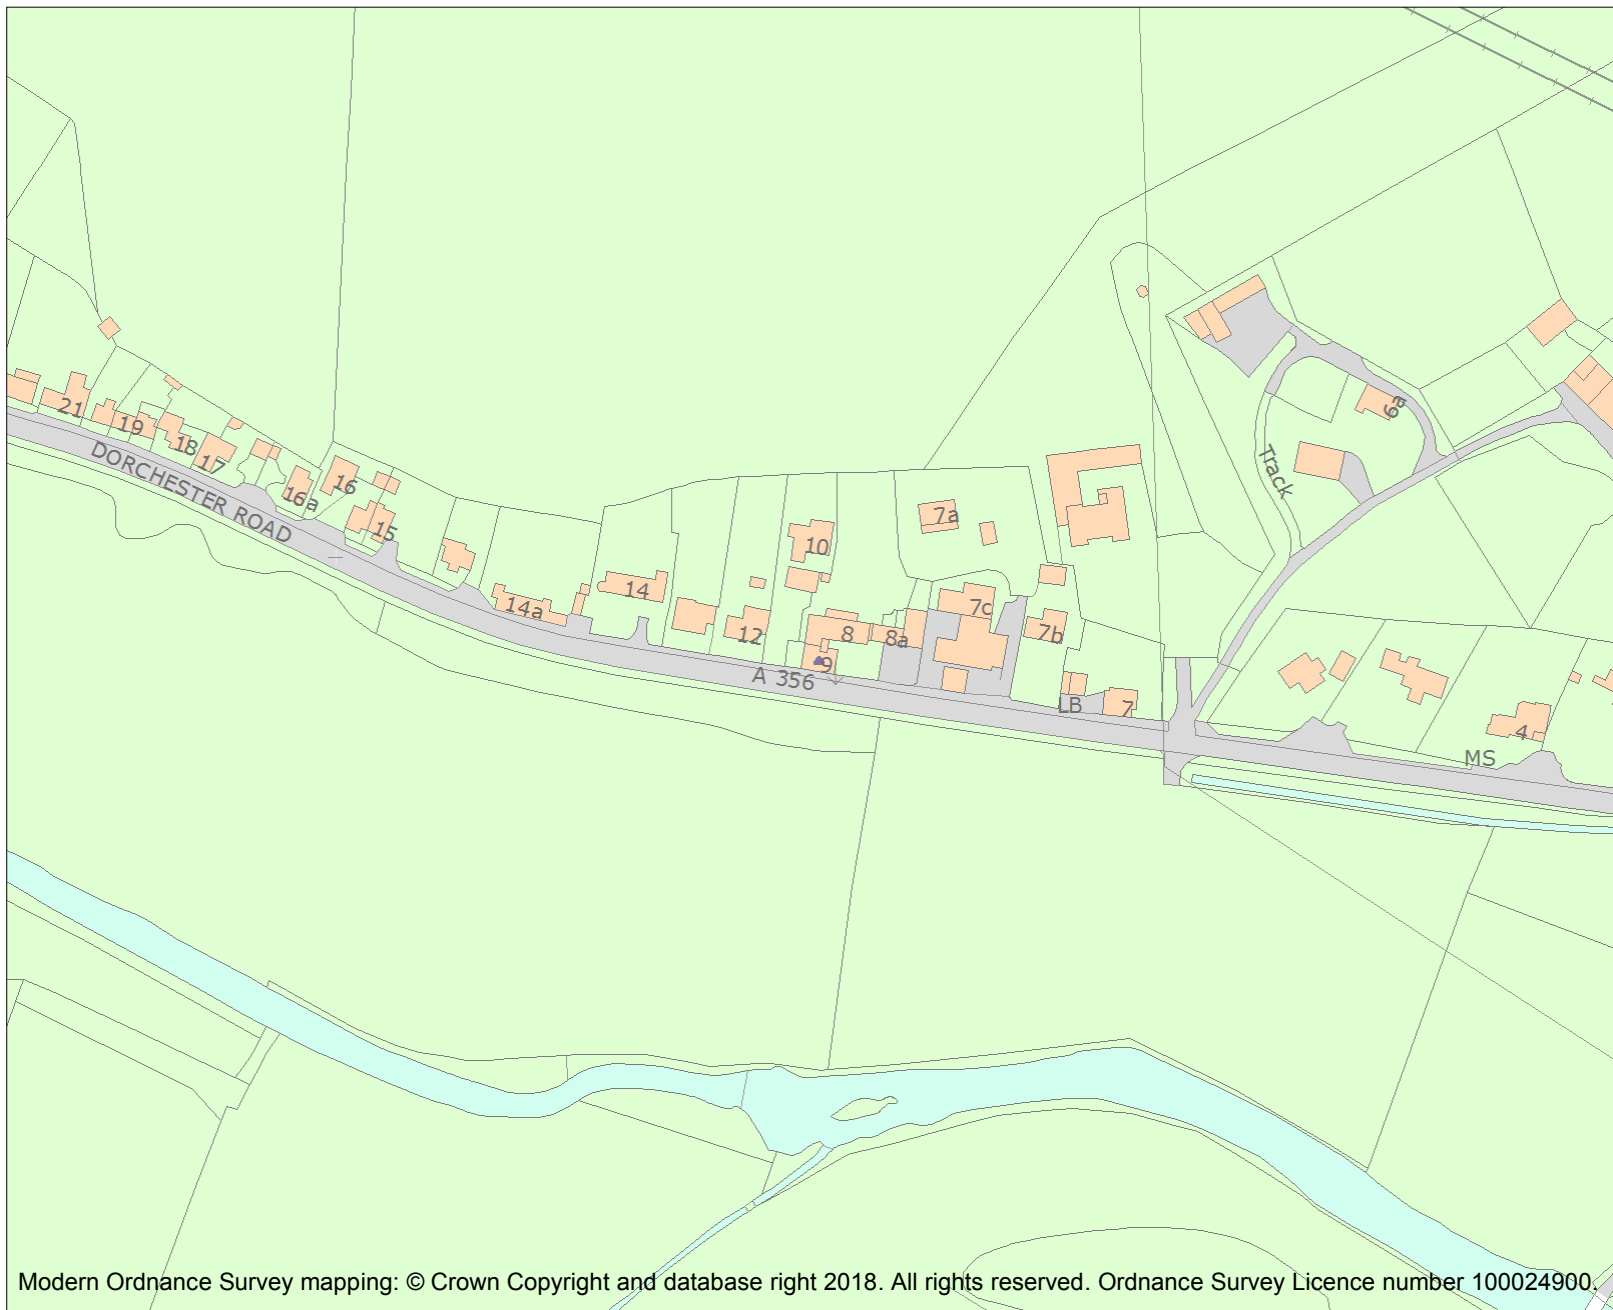 6a
21
19
18
17
DORCHESTER ROAD
16a
16
15
Track
7a
10
14
14a
12
8
8a
9
7c
7b
A 356
LB
7
4
MS
Modern Ordnance Survey mapping: © Crown Copyright and database right 2018. All rights reserved. Ordnance Survey Licence number 100024900.